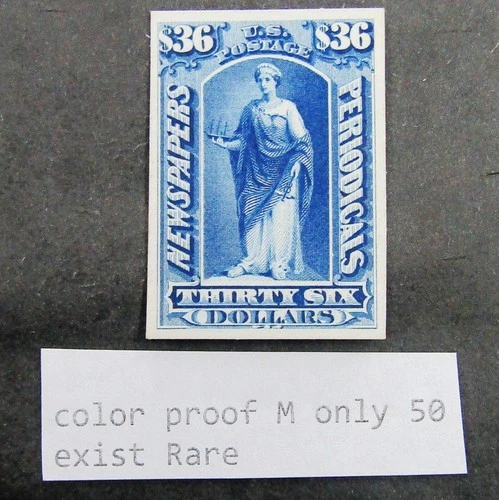 $36 U.S. $36
POSTAGE
NEWSPAPERS
PERIODICALS
THIRTY SIX
DOLLARS
color proof M only 50
exist Rare